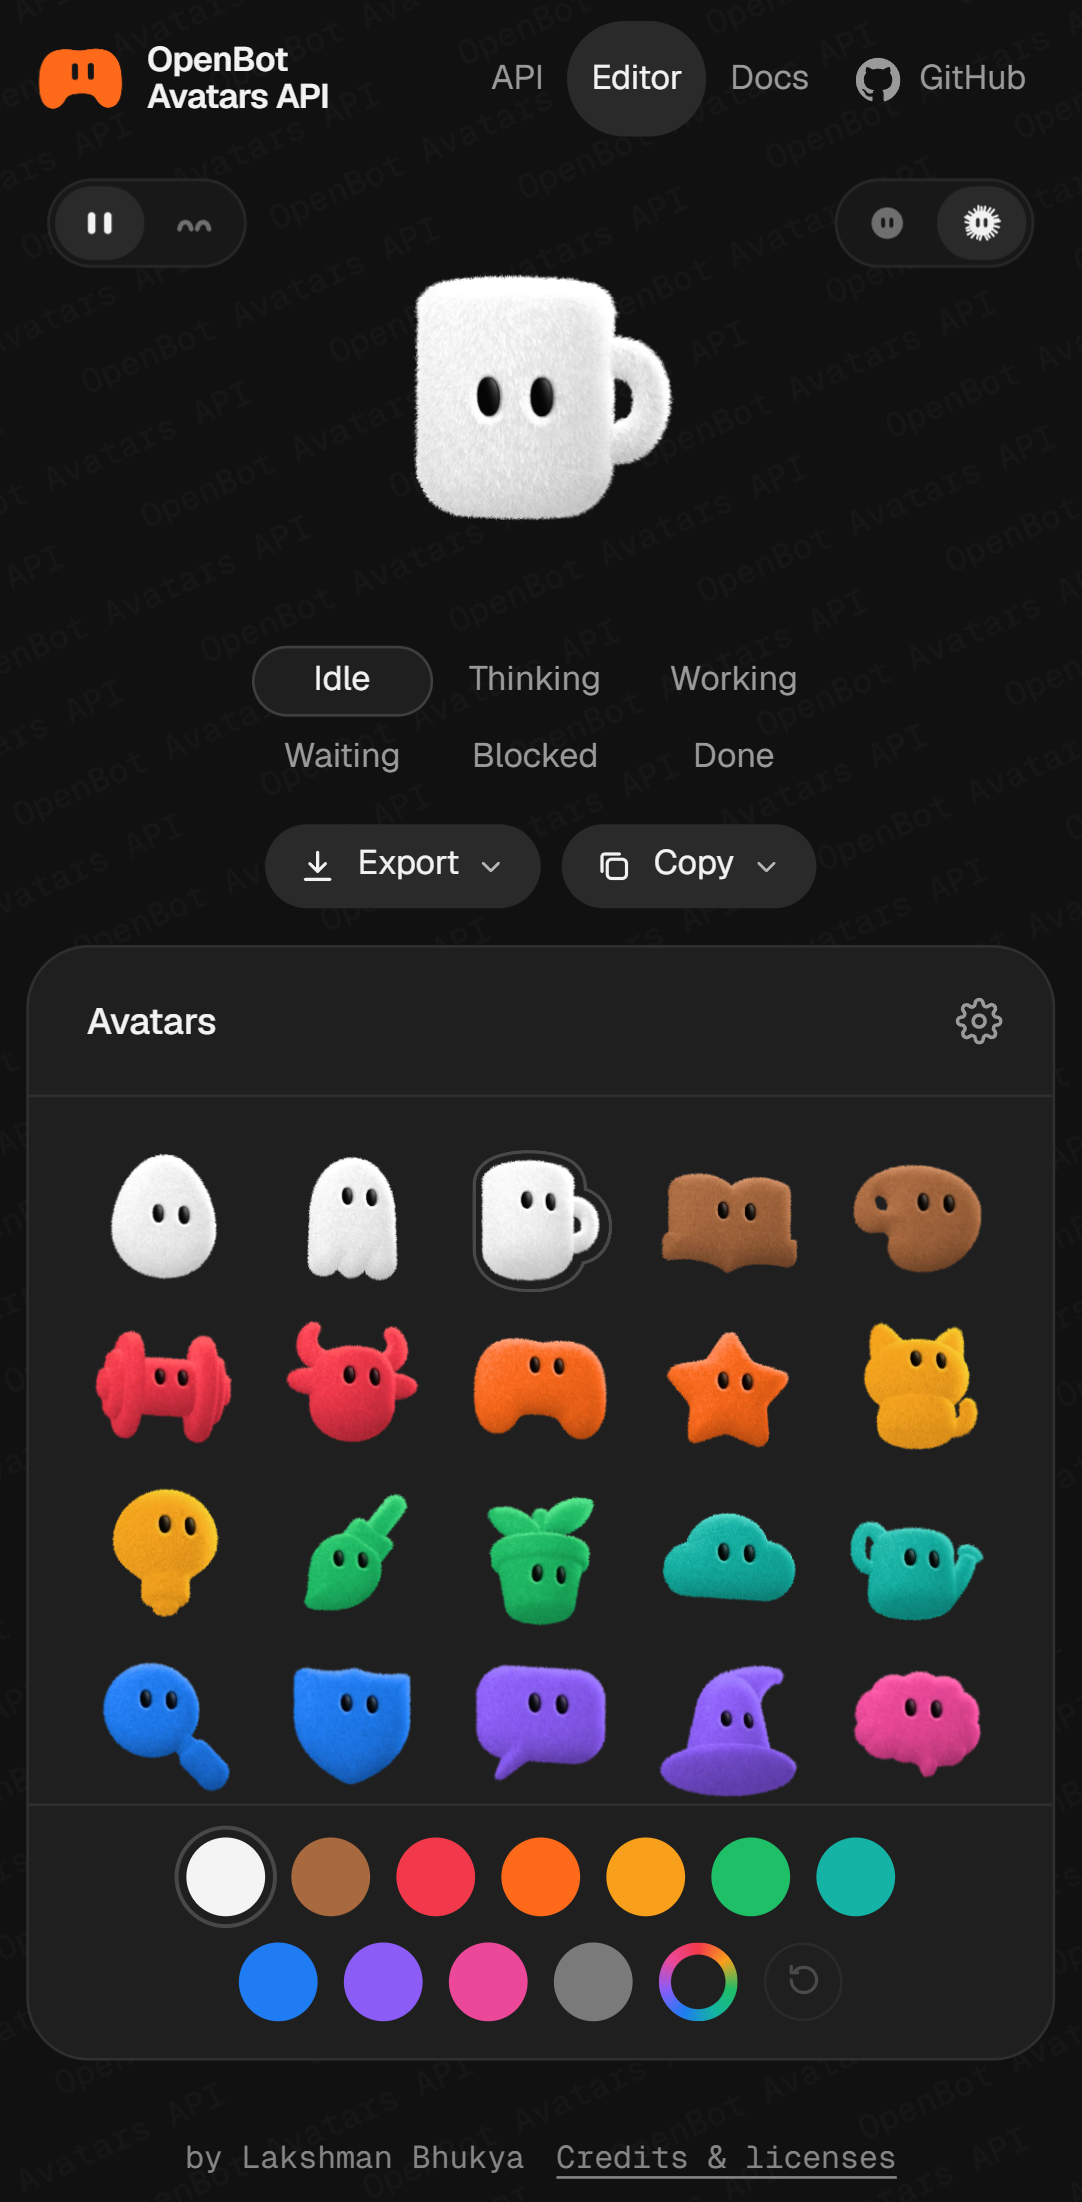 OpenBot
Avatars API
API Editor Docs GitHub
Idle Thinking Working
Waiting Blocked Done
Export Copy
Avatars
by Lakshman Bhukya Credits & licenses